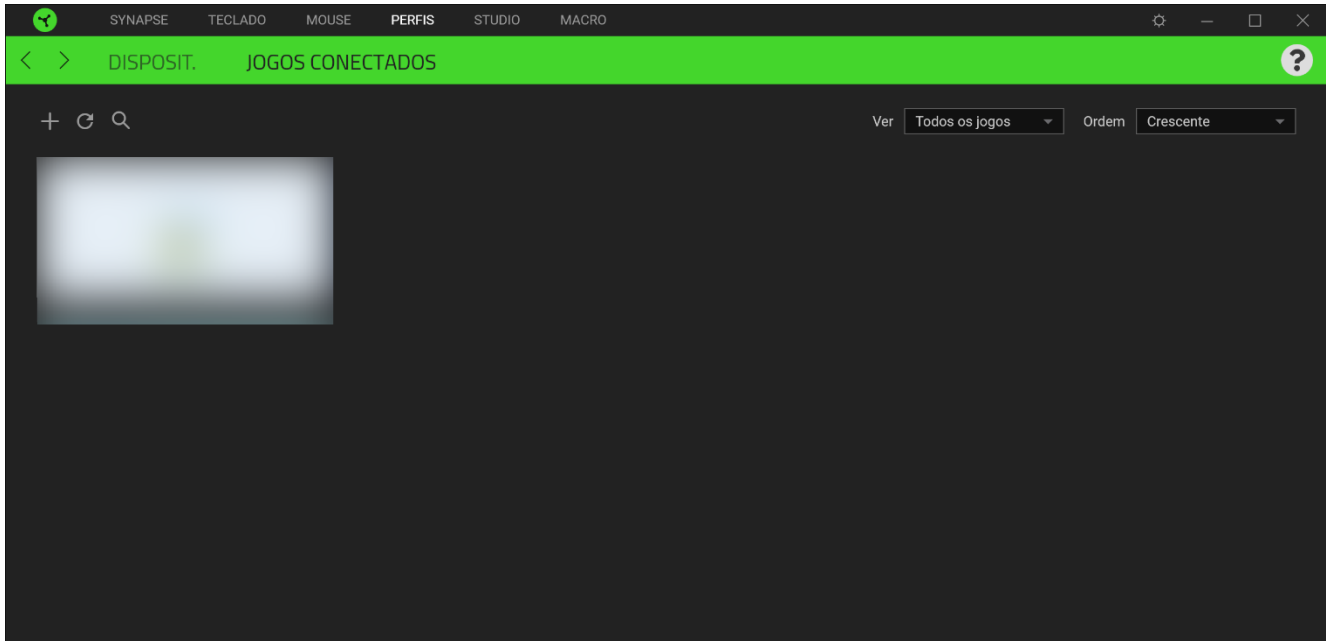 SYNAPSE TECLADO MOUSE PERFIS STUDIO MACRO
DISPOSIT. JOGOS CONECTADOS ?
Ver Todos os jogos Ordem Crescente